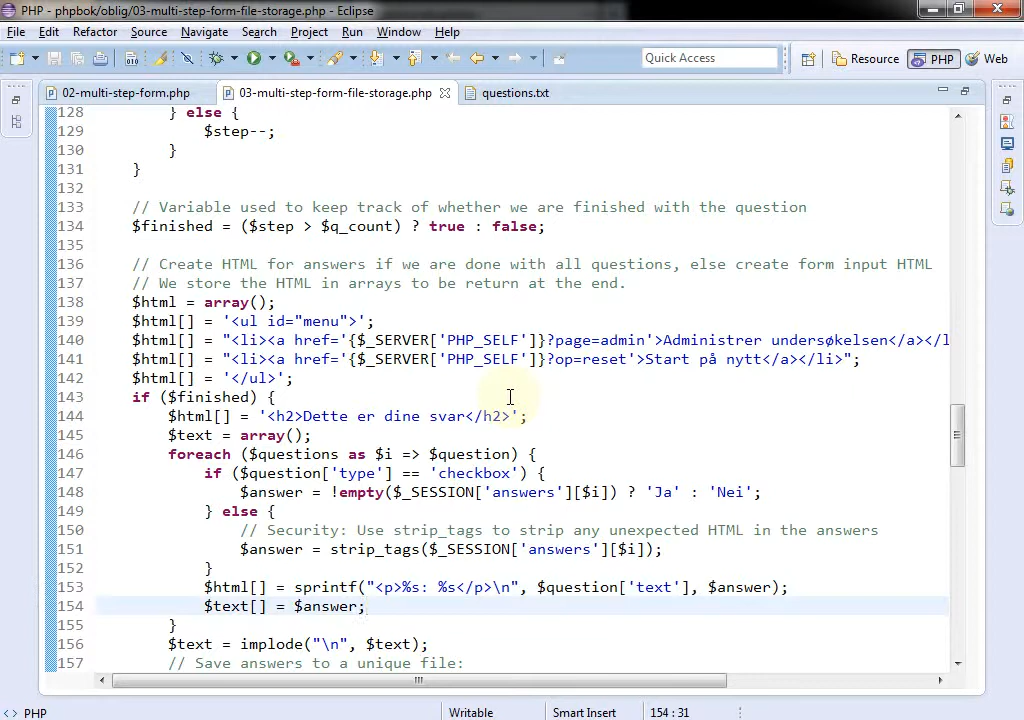 PHP - phpbok/oblig/03-multi-step-form-file-storage.php - Eclipse
File Edit Refactor Source Navigate Search Project Run Window Help
Quick Access Resource PHP Web
02-multi-step-form.php 03-multi-step-form-file-storage.php questions.txt
128 } else {
129 $step--;
130 }
131 }
132
133 // Variable used to keep track of whether we are finished with the question
134 $finished = ($step > $q_count) ? true : false;
135
136 // Create HTML for answers if we are done with all questions, else create form input HTML
137 // We store the HTML in arrays to be return at the end.
138 $html = array();
139 $html[] = '<ul id="menu">';
140 $html[] = "<li><a href='{$_SERVER['PHP_SELF']}?page=admin'>Administrer undersøkelsen</a></l
141 $html[] = "<li><a href='{$_SERVER['PHP_SELF']}?op=reset'>Start på nytt</a></li>";
142 $html[] = '</ul>';
143 if ($finished) {
144 $html[] = '<h2>Dette er dine svar</h2>';
145 $text = array();
146 foreach ($questions as $i => $question) {
147 if ($question['type'] == 'checkbox') {
148 $answer = !empty($_SESSION['answers'][$i]) ? 'Ja' : 'Nei';
149 } else {
150 // Security: Use strip_tags to strip any unexpected HTML in the answers
151 $answer = strip_tags($_SESSION['answers'][$i]);
152 }
153 $html[] = sprintf("<p>%s: %s</p>\n", $question['text'], $answer);
154 $text[] = $answer;
155 }
156 $text = implode("\n", $text);
157 // Save answers to a unique file:
PHP Writable Smart Insert 154 : 31